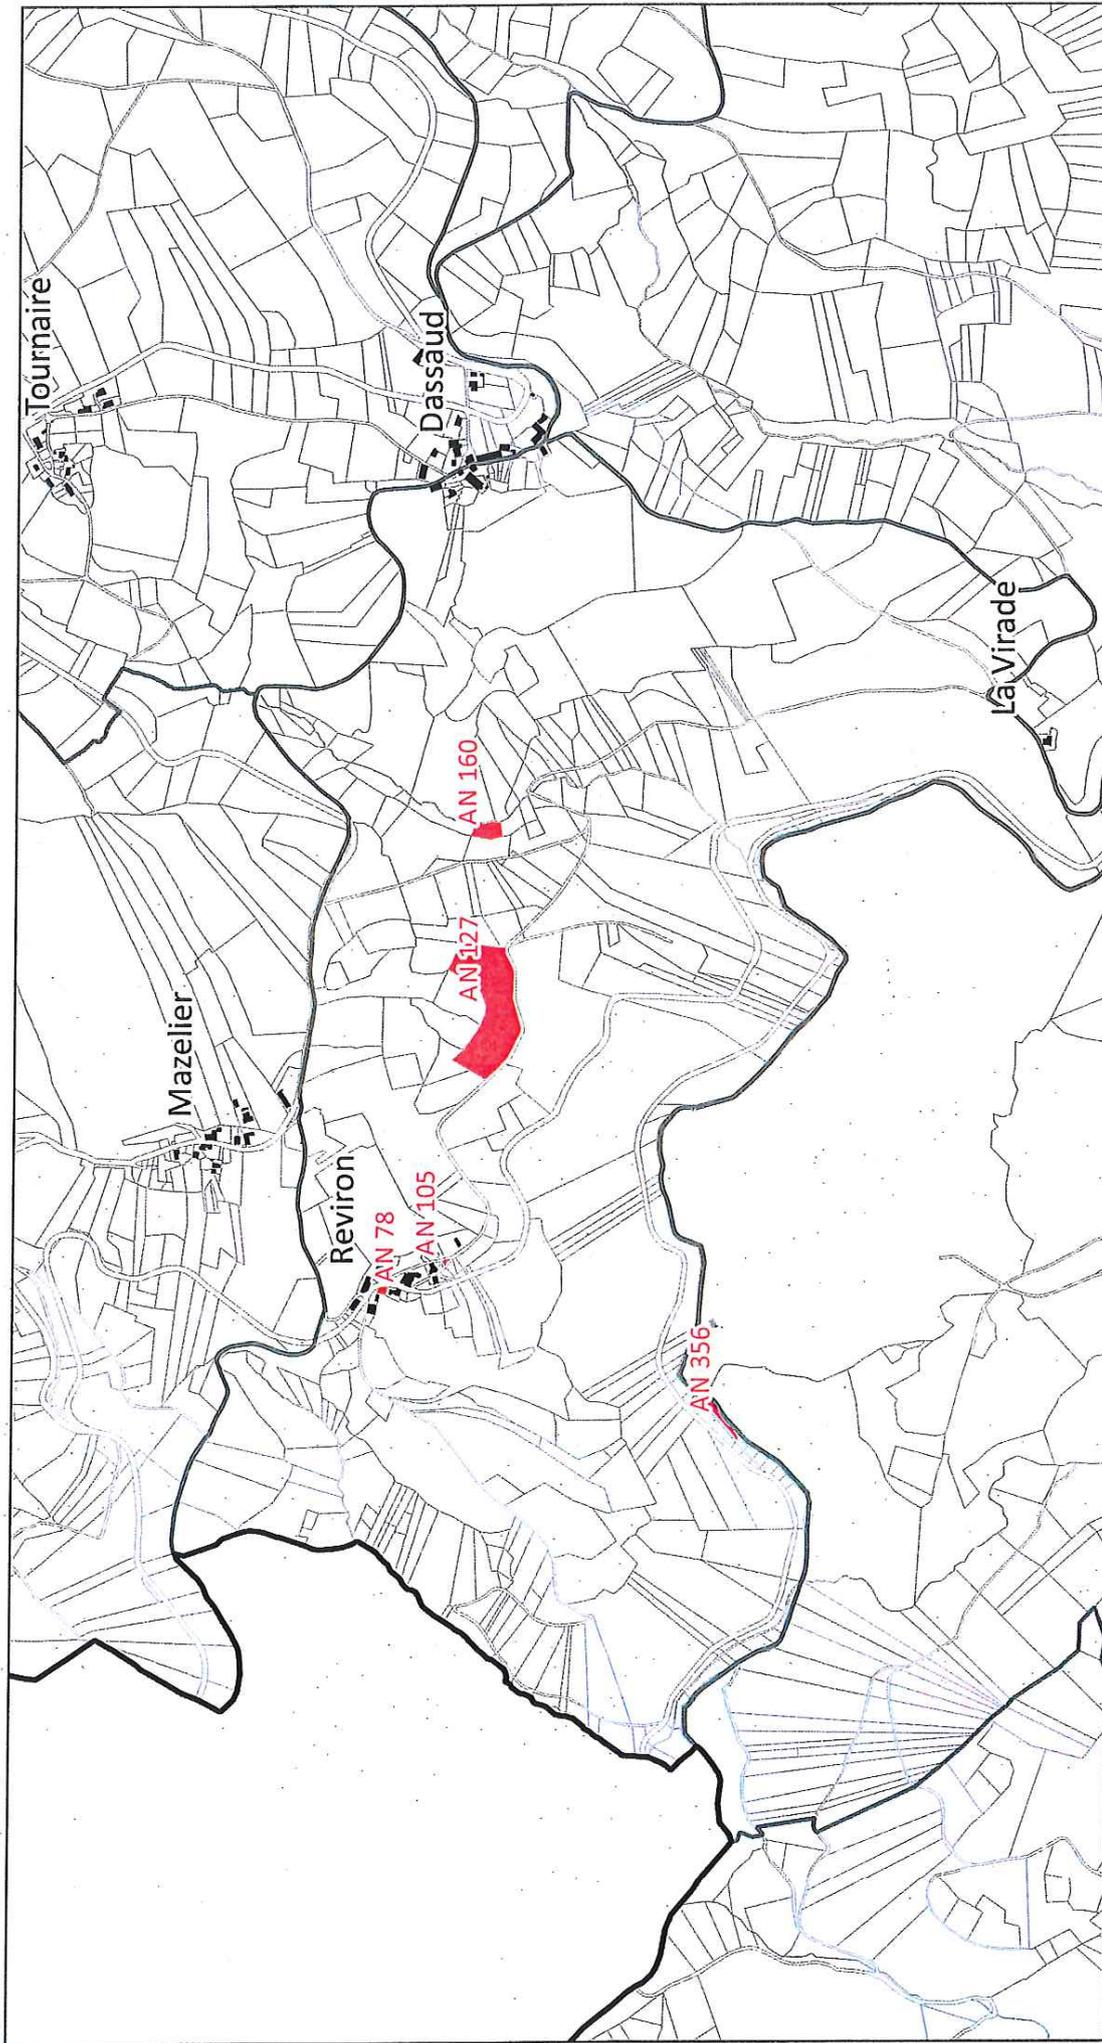 Tournaire
Dassaud
Mazelier
AN 160
AN 127
Reviron
AN 78
AN 105
La Virade
AN 356